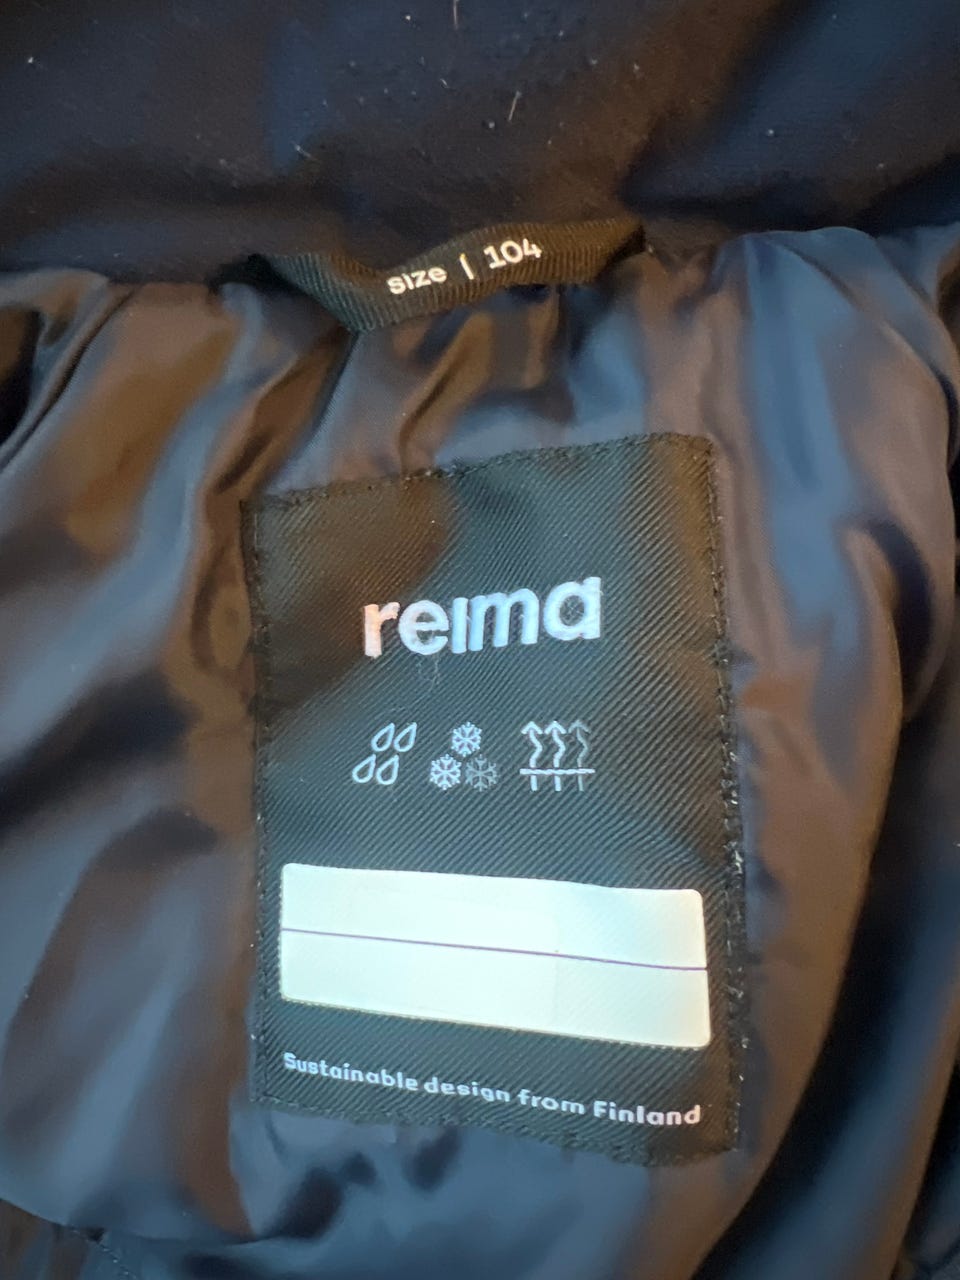 size | 104
reima
Sustainable design from Finland